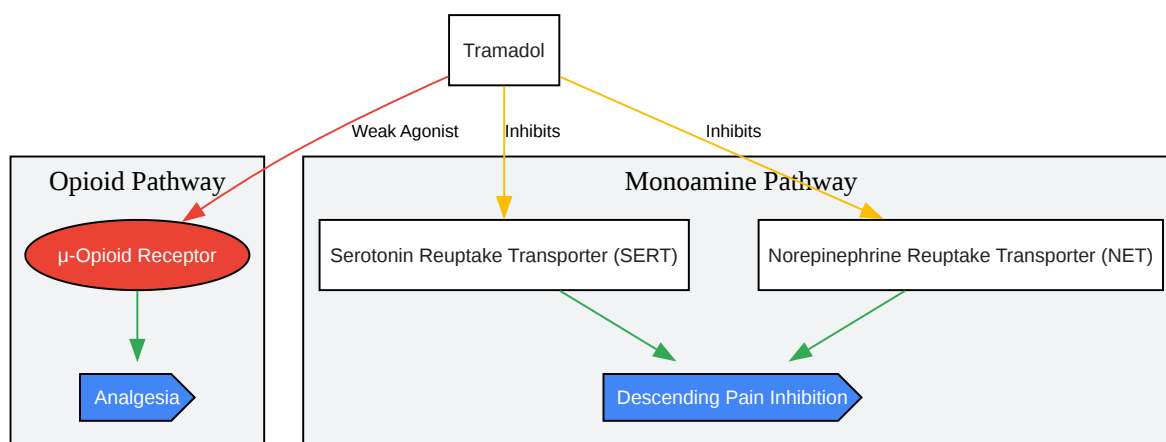 Tramadol
Weak Agonist
Inhibits
Inhibits
Opioid Pathway
Monoamine Pathway
μ-Opioid Receptor
Serotonin Reuptake Transporter (SERT)
Norepinephrine Reuptake Transporter (NET)
Analgesia
Descending Pain Inhibition